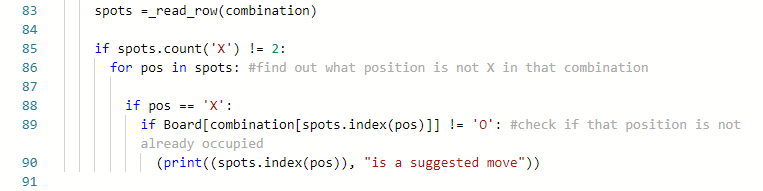 83 spots =_read_row(combination)
84
85 if spots.count('X') != 2:
86 for pos in spots: #find out what position is not X in that combination
87
88 if pos == 'X':
89 if Board[combination[spots.index(pos)]] != 'O': #check if that position is not
already occupied
90 (print((spots.index(pos)), "is a suggested move"))
91